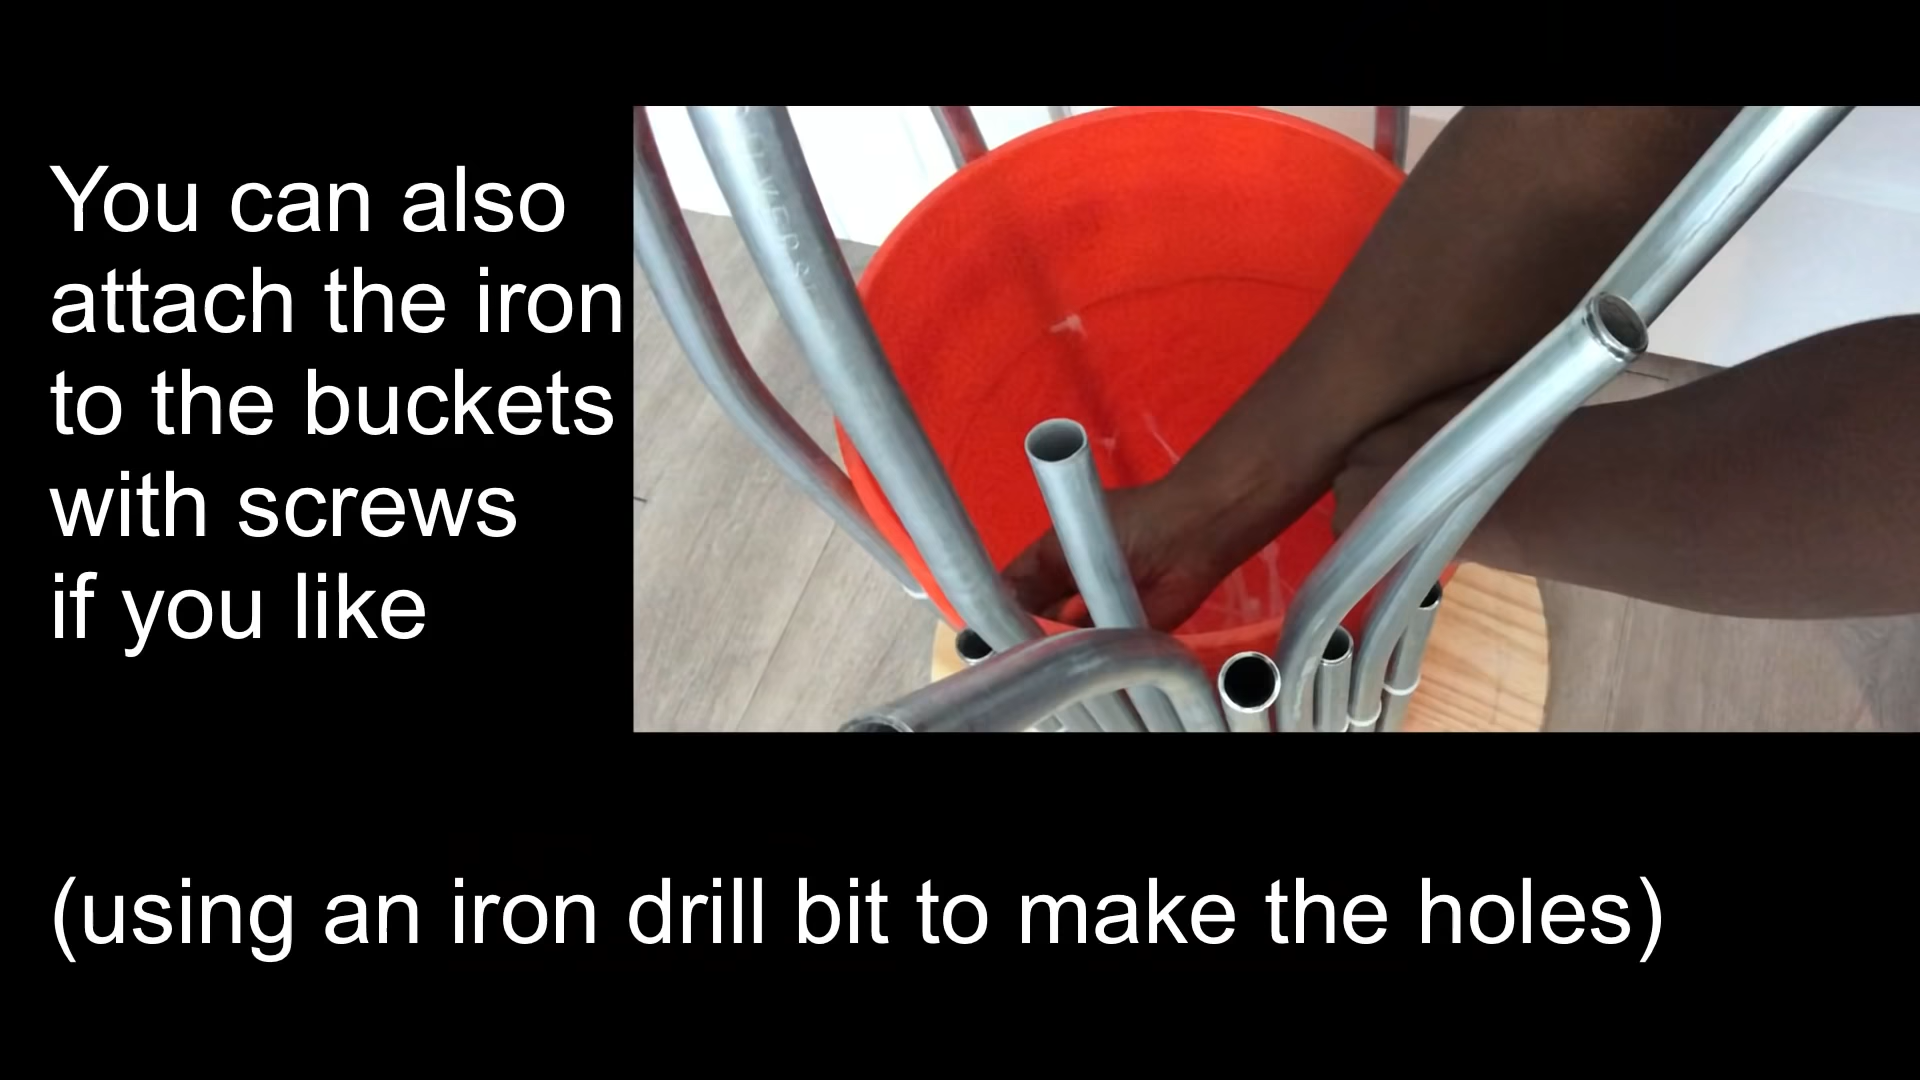 You can also
attach the iron
to the buckets
with screws
if you like
(using an iron drill bit to make the holes)